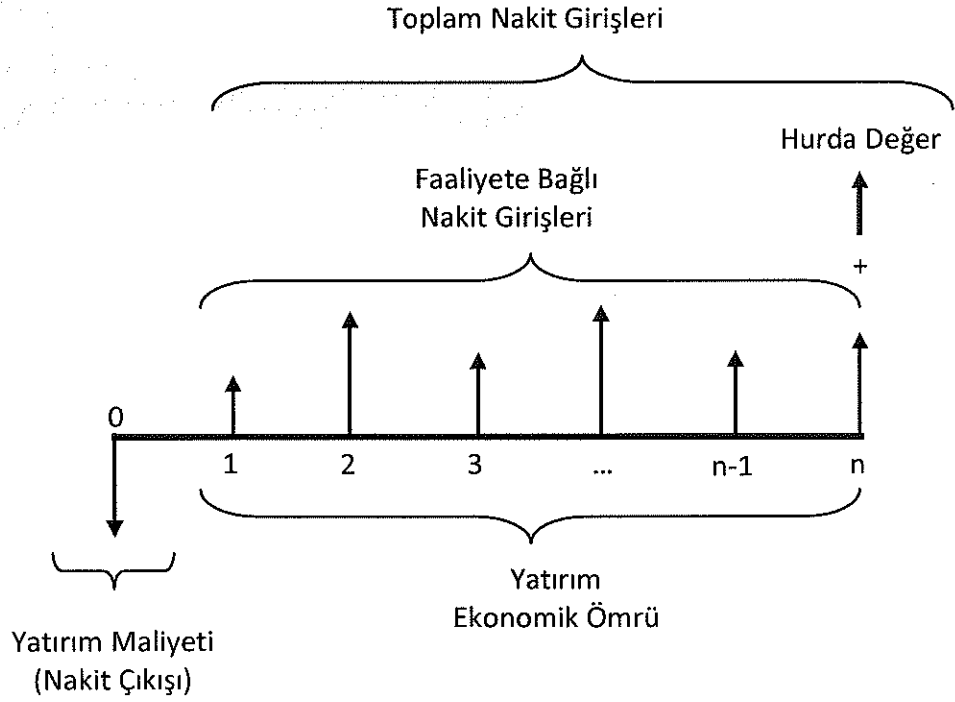 Toplam Nakit Girişleri
Hurda Değer
Faaliyete Bağlı
Nakit Girişleri
+
0
1 2 3 ... n-1 n
Yatırım
Ekonomik Ömrü
Yatırım Maliyeti
(Nakit Çıkışı)